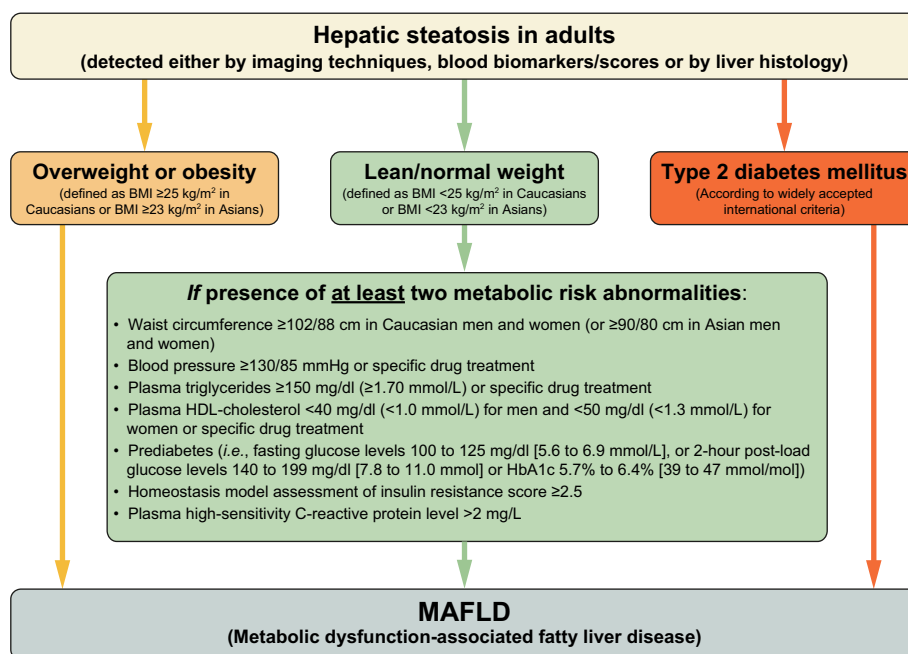 Hepatic steatosis in adults
(detected either by imaging techniques, blood biomarkers/scores or by liver histology)
Overweight or obesity
(defined as BMI ≥25 kg/m² in
Caucasians or BMI ≥23 kg/m² in Asians)
Lean/normal weight
(defined as BMI <25 kg/m² in Caucasians
or BMI <23 kg/m² in Asians)
Type 2 diabetes mellitus
(According to widely accepted
international criteria)
If presence of at least two metabolic risk abnormalities:
• Waist circumference ≥102/88 cm in Caucasian men and women (or ≥90/80 cm in Asian men
and women)
• Blood pressure ≥130/85 mmHg or specific drug treatment
• Plasma triglycerides ≥150 mg/dl (≥1.70 mmol/L) or specific drug treatment
• Plasma HDL-cholesterol <40 mg/dl (<1.0 mmol/L) for men and <50 mg/dl (<1.3 mmol/L) for
women or specific drug treatment
• Prediabetes (i.e., fasting glucose levels 100 to 125 mg/dl [5.6 to 6.9 mmol/L], or 2-hour post-load
glucose levels 140 to 199 mg/dl [7.8 to 11.0 mmol] or HbA1c 5.7% to 6.4% [39 to 47 mmol/mol])
• Homeostasis model assessment of insulin resistance score ≥2.5
• Plasma high-sensitivity C-reactive protein level >2 mg/L
MAFLD
(Metabolic dysfunction-associated fatty liver disease)